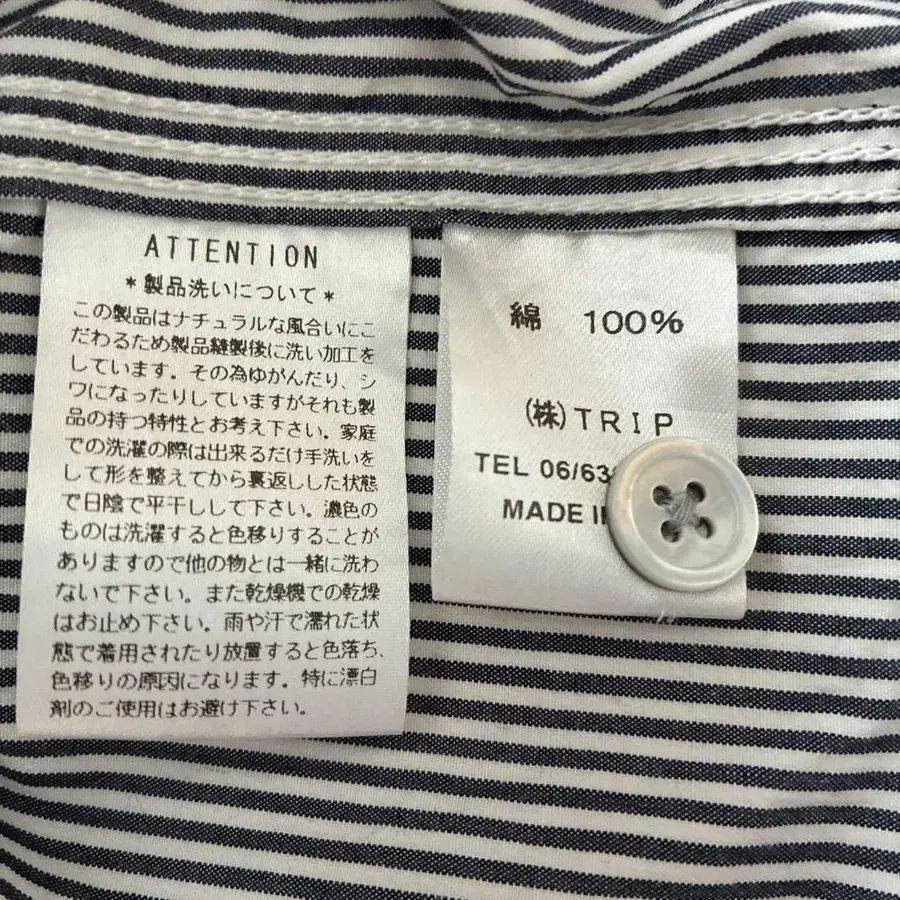 ATTENTION
*製品洗いについて*
この製品はナチュラルな風合いにこ
だわるため製品縫製後に洗い加工を
しています。その為ゆがんだり、シ
ワになったりしていますがそれも製
品の持つ特性とお考え下さい。家庭
での洗濯の際は出来るだけ手洗いを
して形を整えてから裏返しした状態
で日陰で平干しして下さい。濃色の
ものは洗濯すると色移りすることが
ありますので他の物とは一緒に洗わ
ないで下さい。また乾燥機での乾燥
はお止め下さい。雨や汗で濡れた状
態で着用されたり放置すると色落ち、
色移りの原因になります。特に漂白
剤のご使用はお避け下さい。
綿 100%
(株)TRIP
TEL 06/63
MADE